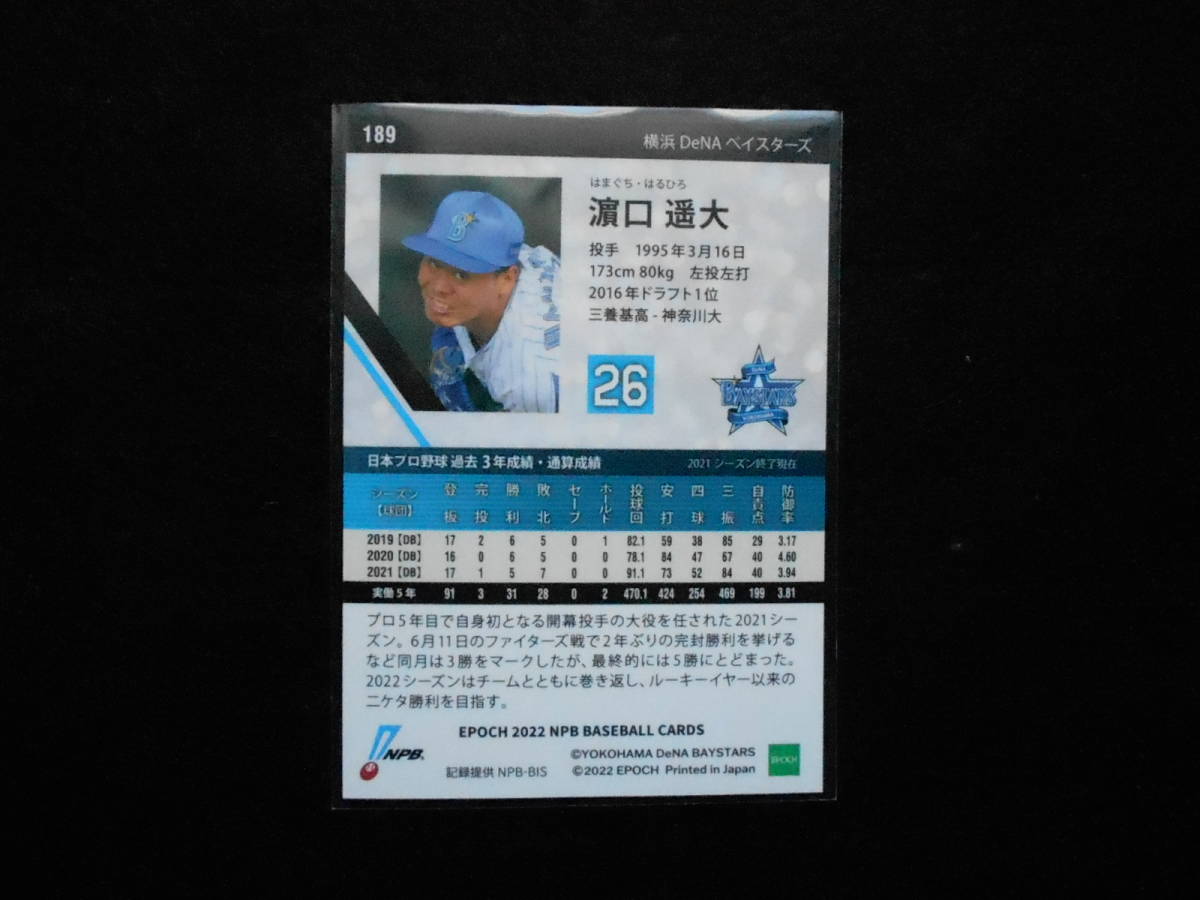 189
横浜 DeNA ベイスターズ
はまぐち・はるひろ
濵口 遥大
投手 1995年3月16日
173cm 80kg 左投左打
2016年ドラフト1位
三養基高 - 神奈川大
B
26
DeNA
BAYSTARS
YOKOHAMA
日本プロ野球 過去 3年成績・通算成績 2021 シーズン終了現在
シーズン【球団】 登板 完投 勝利 敗北 セーブ ホールド 投球回 安打 四球 三振 自責点 防御率
2019【DB】 17 2 6 5 0 1 82.1 59 38 85 29 3.17
2020【DB】 16 0 6 5 0 0 78.1 84 47 67 40 4.60
2021【DB】 17 1 5 7 0 0 91.1 73 52 84 40 3.94
実働5年 91 3 31 28 0 2 470.1 424 254 469 199 3.81
プロ5年目で自身初となる開幕投手の大役を任された2021シー
ズン。6月11日のファイターズ戦で2年ぶりの完封勝利を挙げる
など同月は3勝をマークしたが、最終的には5勝にとどまった。
2022シーズンはチームとともに巻き返し、ルーキーイヤー以来の
二ケタ勝利を目指す。
EPOCH 2022 NPB BASEBALL CARDS
NPB
©YOKOHAMA DeNA BAYSTARS
記録提供 NPB-BIS ©2022 EPOCH Printed in Japan
EPOCH